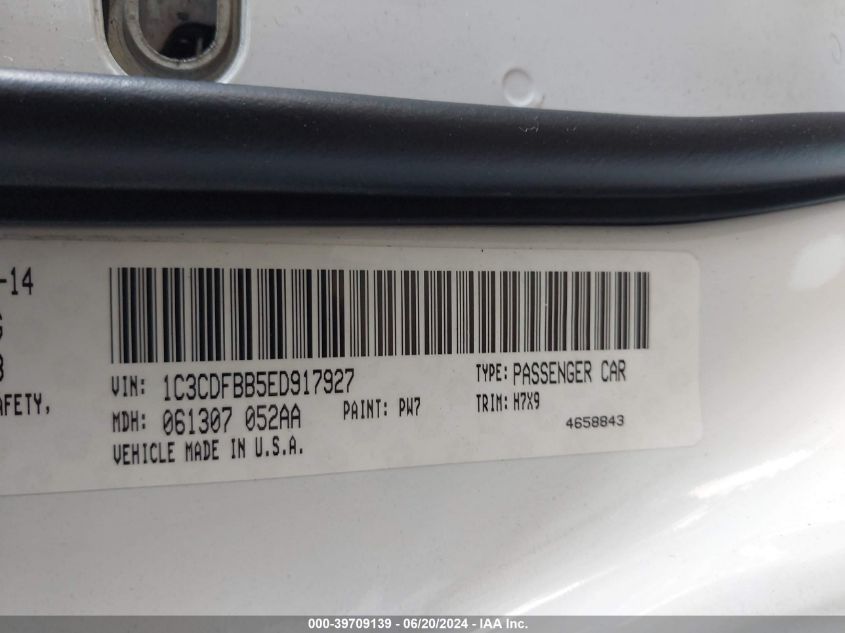 -14
VIN: 1C3CDFBB5ED917927
TYPE: PASSENGER CAR
AFETY,
MDH: 061307 052AA
PAINT: PW7
TRIM: H7X9
4658843
VEHICLE MADE IN U.S.A.
000-39709139 - 06/20/2024 - IAA Inc.